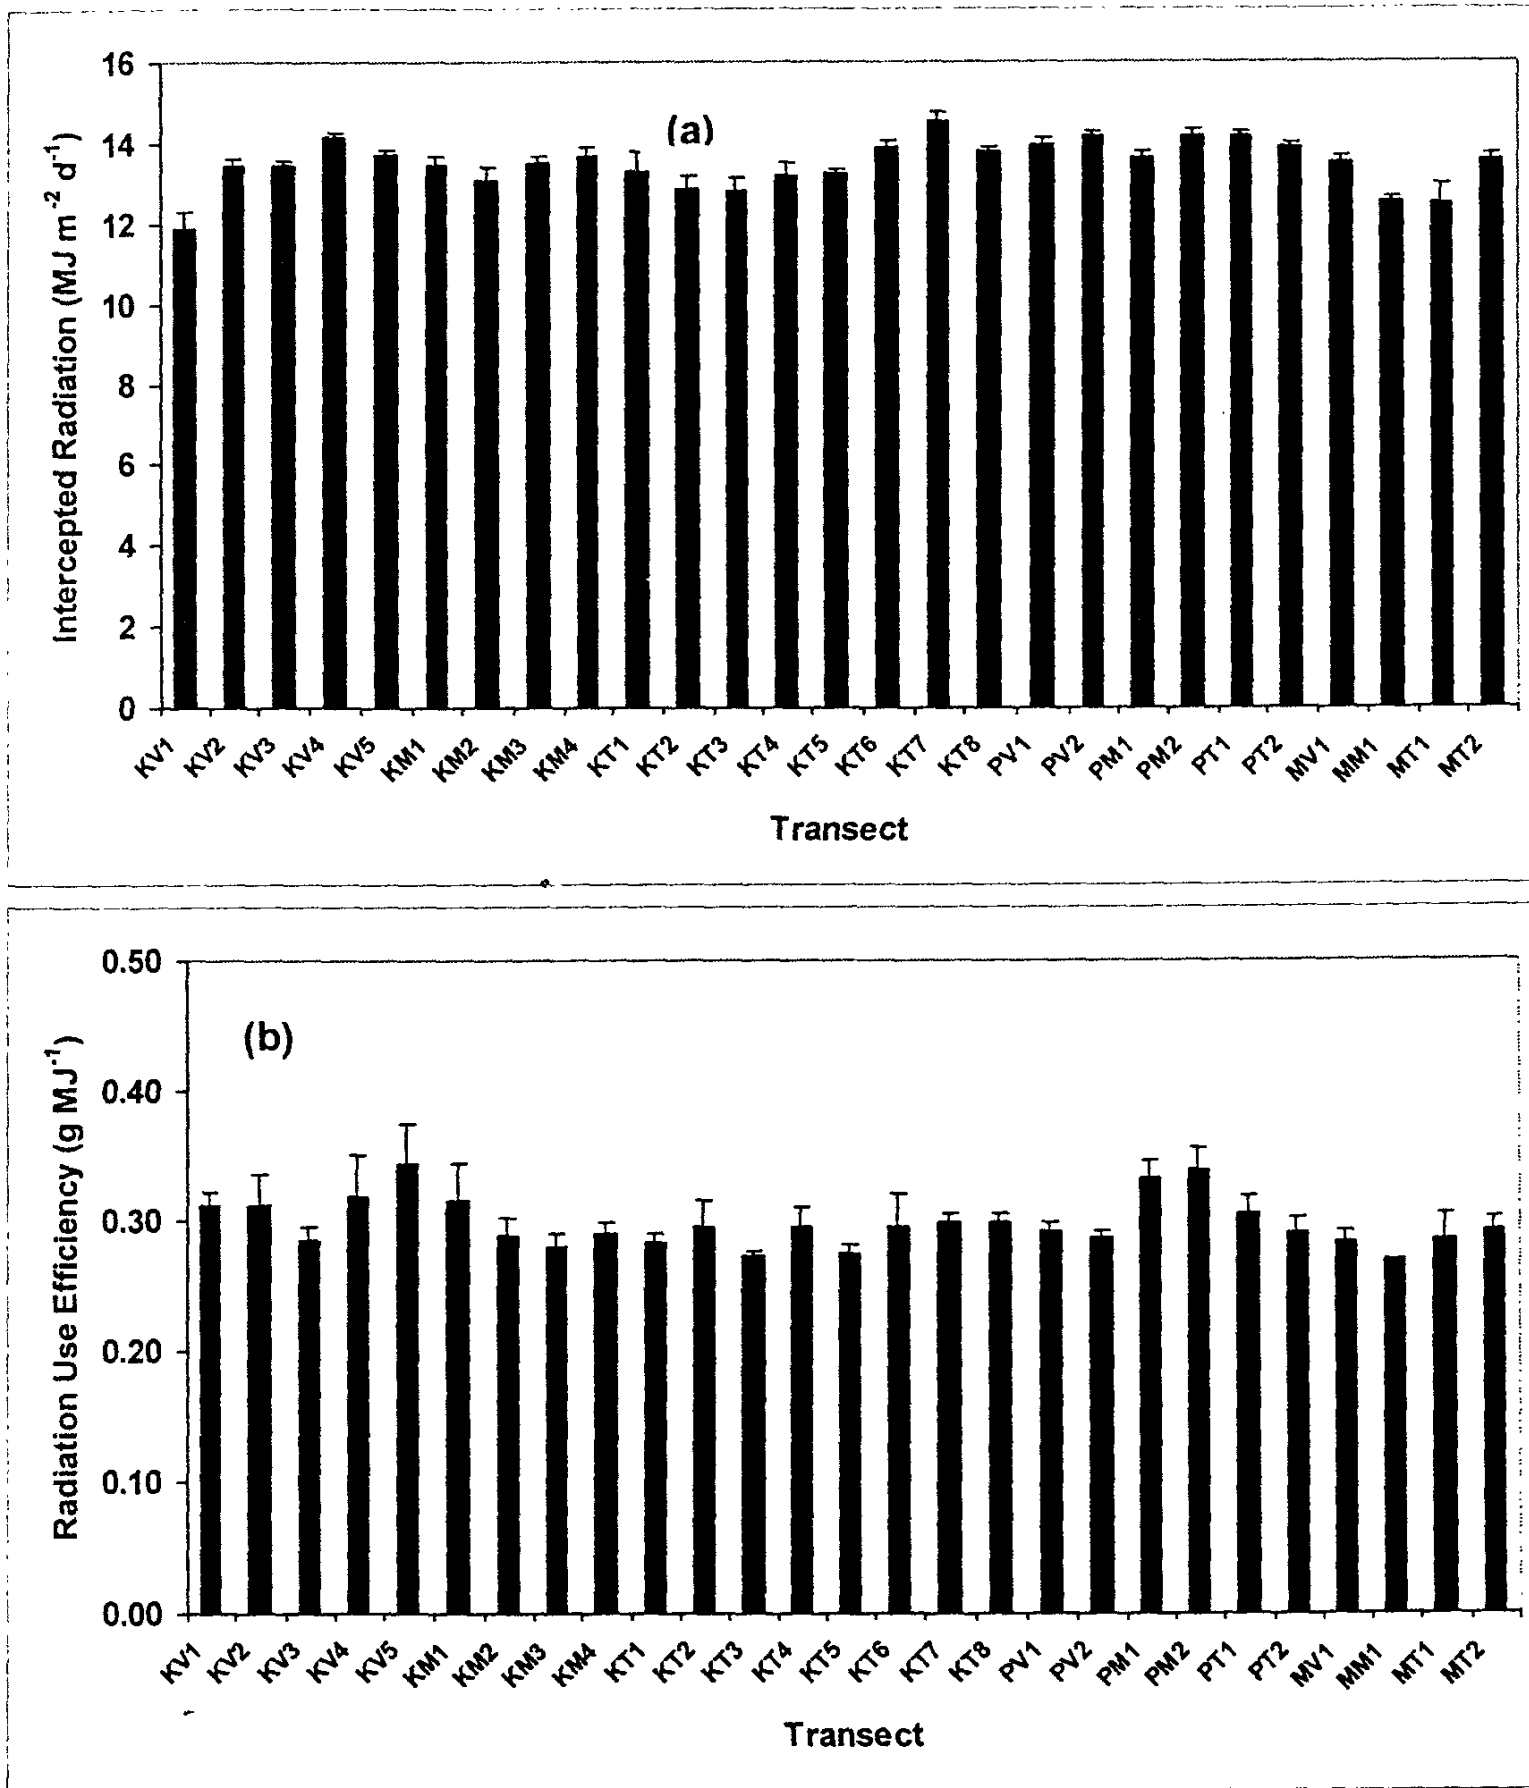 (a)
Intercepted Radiation (MJ m⁻² d⁻¹)
16
14
12
10
8
6
4
2
0
KV1 KV2 KV3 KV4 KV5 KM1 KM2 KM3 KM4 KT1 KT2 KT3 KT4 KT5 KT6 KT7 KT8 PV1 PV2 PM1 PM2 PT1 PT2 MV1 MM1 MT1 MT2
Transect
(b)
Radiation Use Efficiency (g MJ⁻¹)
0.50
0.40
0.30
0.20
0.10
0.00
KV1 KV2 KV3 KV4 KV5 KM1 KM2 KM3 KM4 KT1 KT2 KT3 KT4 KT5 KT6 KT7 KT8 PV1 PV2 PM1 PM2 PT1 PT2 MV1 MM1 MT1 MT2
Transect